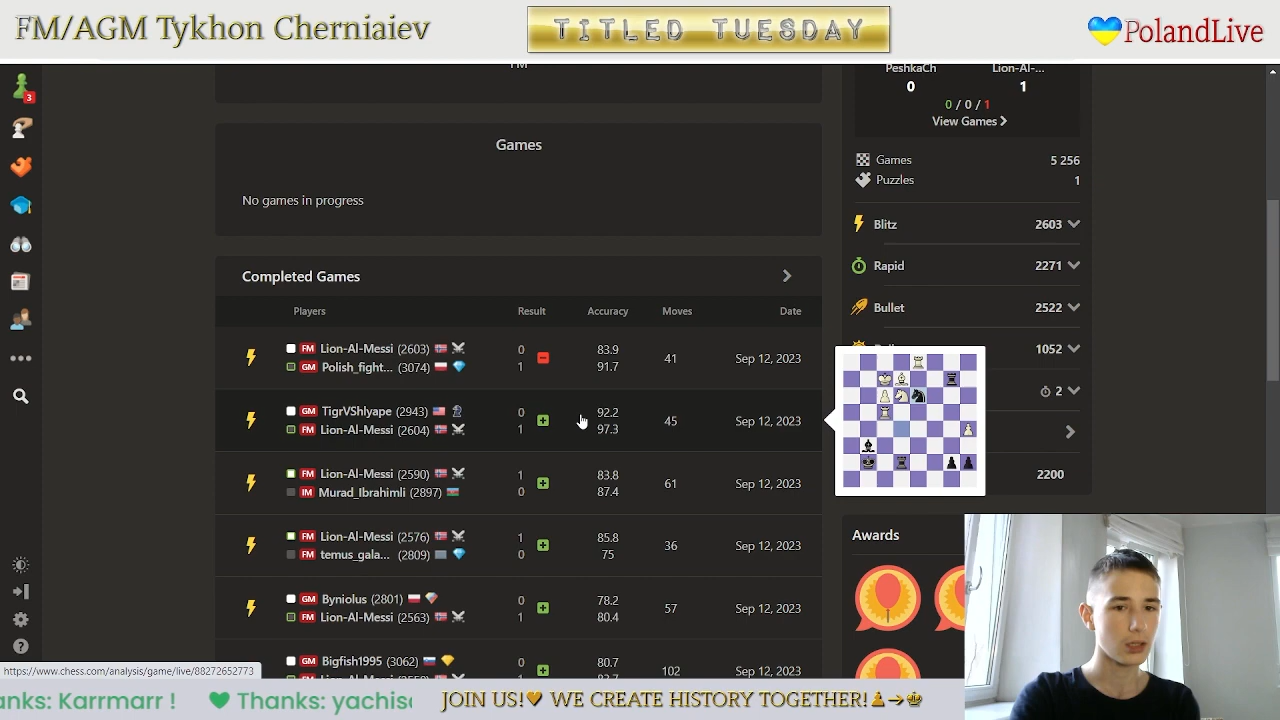 FM/AGM Tykhon Cherniaiev
TITLED TUESDAY
PolandLive
3
PeshkaCh Lion-Al-...
0 1
0 / 0 / 1
View Games
Games
No games in progress
Games 5 256
Puzzles 1
Blitz 2603
Rapid 2271
Bullet 2522
1052
2
2200
Completed Games
Players Result Accuracy Moves Date
FM Lion-Al-Messi (2603) 0 83.9
GM Polish_fight... (3074) 1 91.7
41 Sep 12, 2023
GM TigrVShlyape (2943) 0 92.2
FM Lion-Al-Messi (2604) 1 97.3
45 Sep 12, 2023
FM Lion-Al-Messi (2590) 1 83.8
IM Murad_Ibrahimli (2897) 0 87.4
61 Sep 12, 2023
FM Lion-Al-Messi (2576) 1 85.8
FM temus_gala... (2809) 0 75
36 Sep 12, 2023
GM Byniolus (2801) 0 78.2
FM Lion-Al-Messi (2563) 1 80.4
57 Sep 12, 2023
GM Bigfish1995 (3062) 0 80.7
102 Sep 12, 2023
Awards
https://www.chess.com/analysis/game/live/88272652773
anks: Karrmarr ! Thanks: yachis
JOIN US! WE CREATE HISTORY TOGETHER!